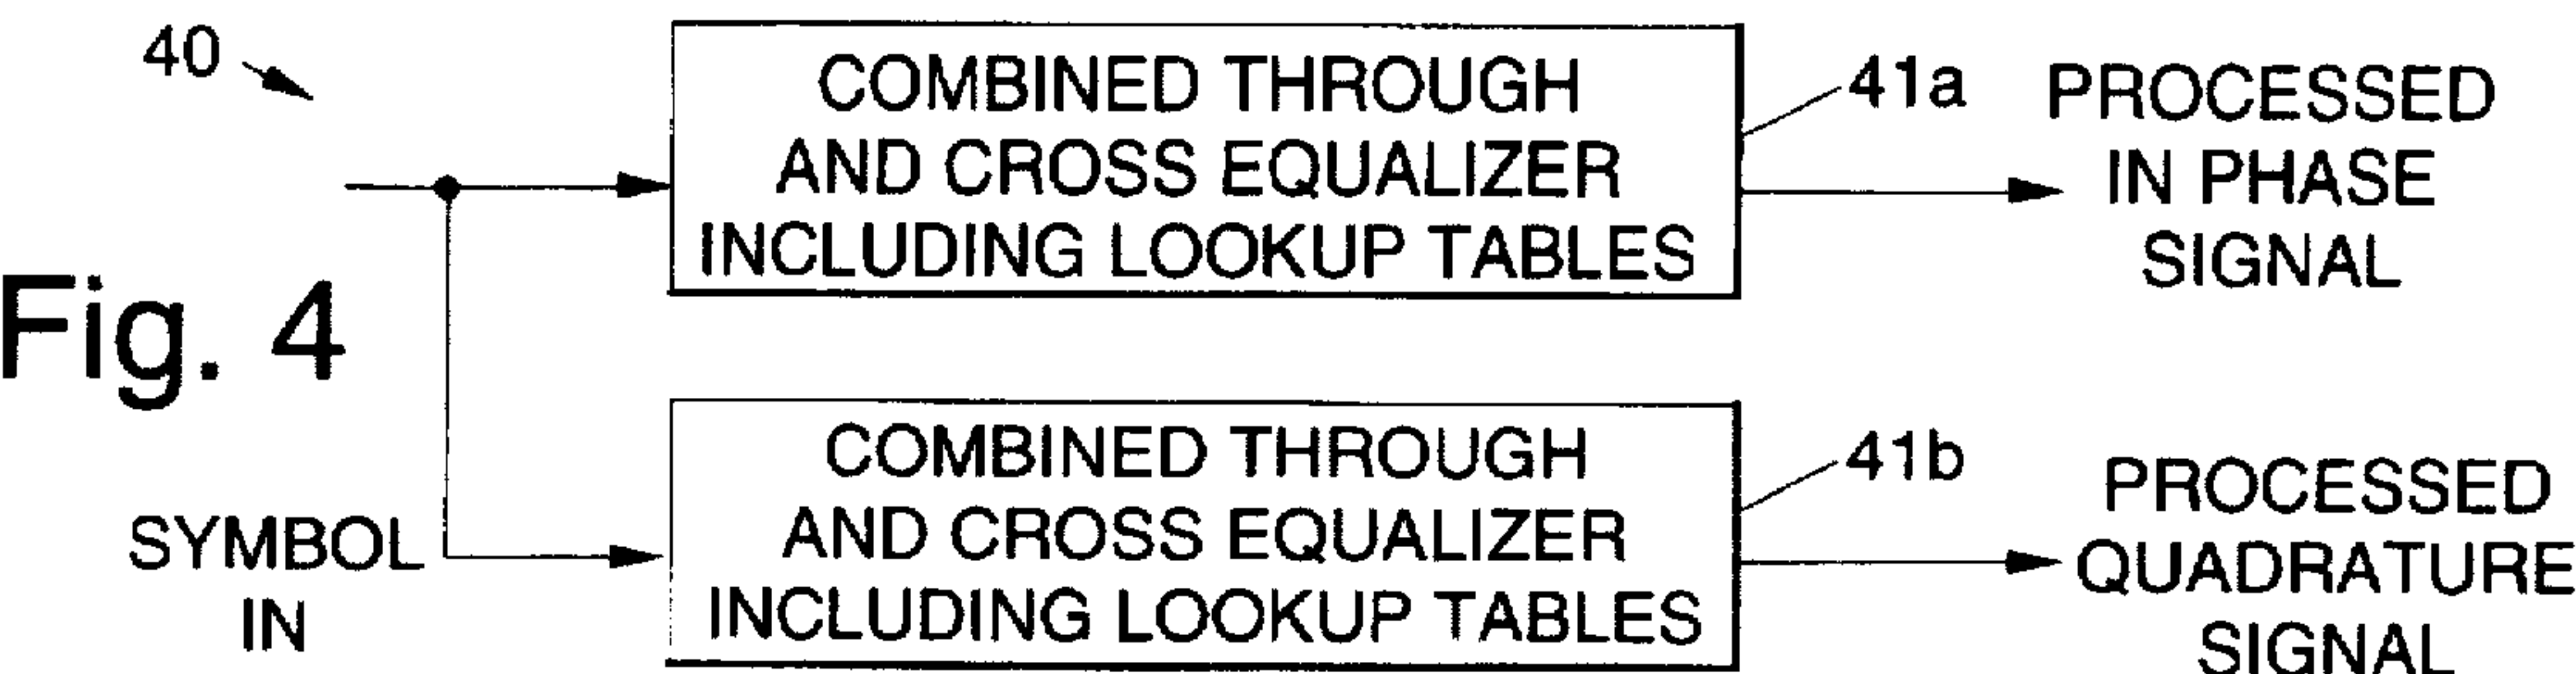 40
COMBINED THROUGH
AND CROSS EQUALIZER
INCLUDING LOOKUP TABLES
41a
PROCESSED
IN PHASE
SIGNAL
Fig. 4
SYMBOL
IN
COMBINED THROUGH
AND CROSS EQUALIZER
INCLUDING LOOKUP TABLES
41b
PROCESSED
QUADRATURE
SIGNAL